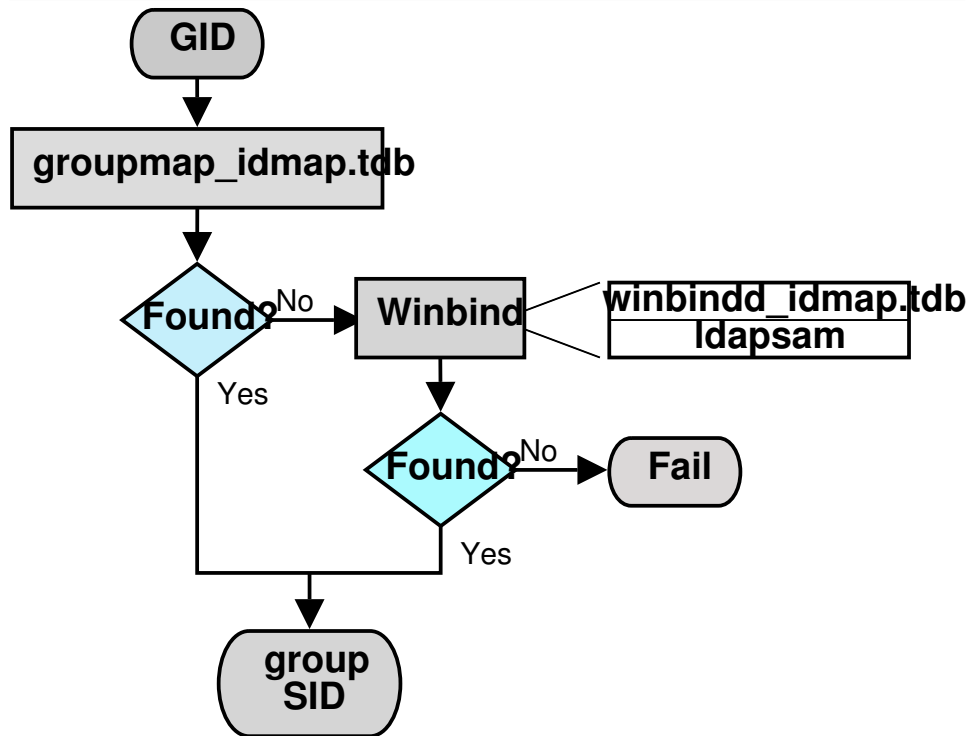 GID
groupmap_idmap.tdb
Found?
No
Winbind
winbindd_idmap.tdb
ldapsam
Yes
Found?
No
Fail
Yes
group
SID